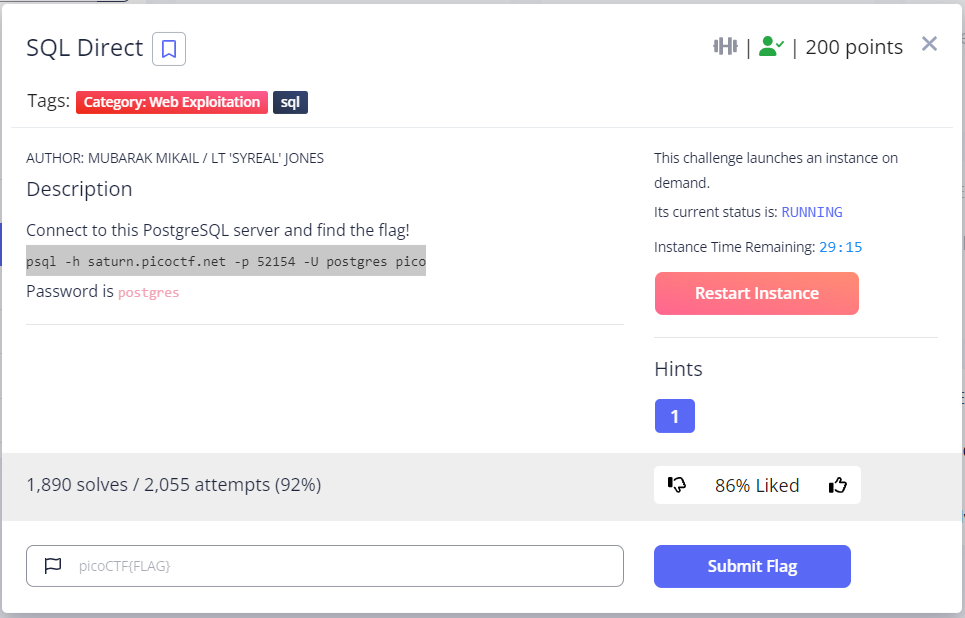 SQL Direct
| | 200 points
Tags: Category: Web Exploitation sql
AUTHOR: MUBARAK MIKAIL / LT 'SYREAL' JONES
Description
Connect to this PostgreSQL server and find the flag!
psql -h saturn.picoctf.net -p 52154 -U postgres pico
Password is postgres
This challenge launches an instance on
demand.
Its current status is: RUNNING
Instance Time Remaining: 29:15
Restart Instance
Hints
1
1,890 solves / 2,055 attempts (92%)
86% Liked
picoCTF{FLAG}
Submit Flag